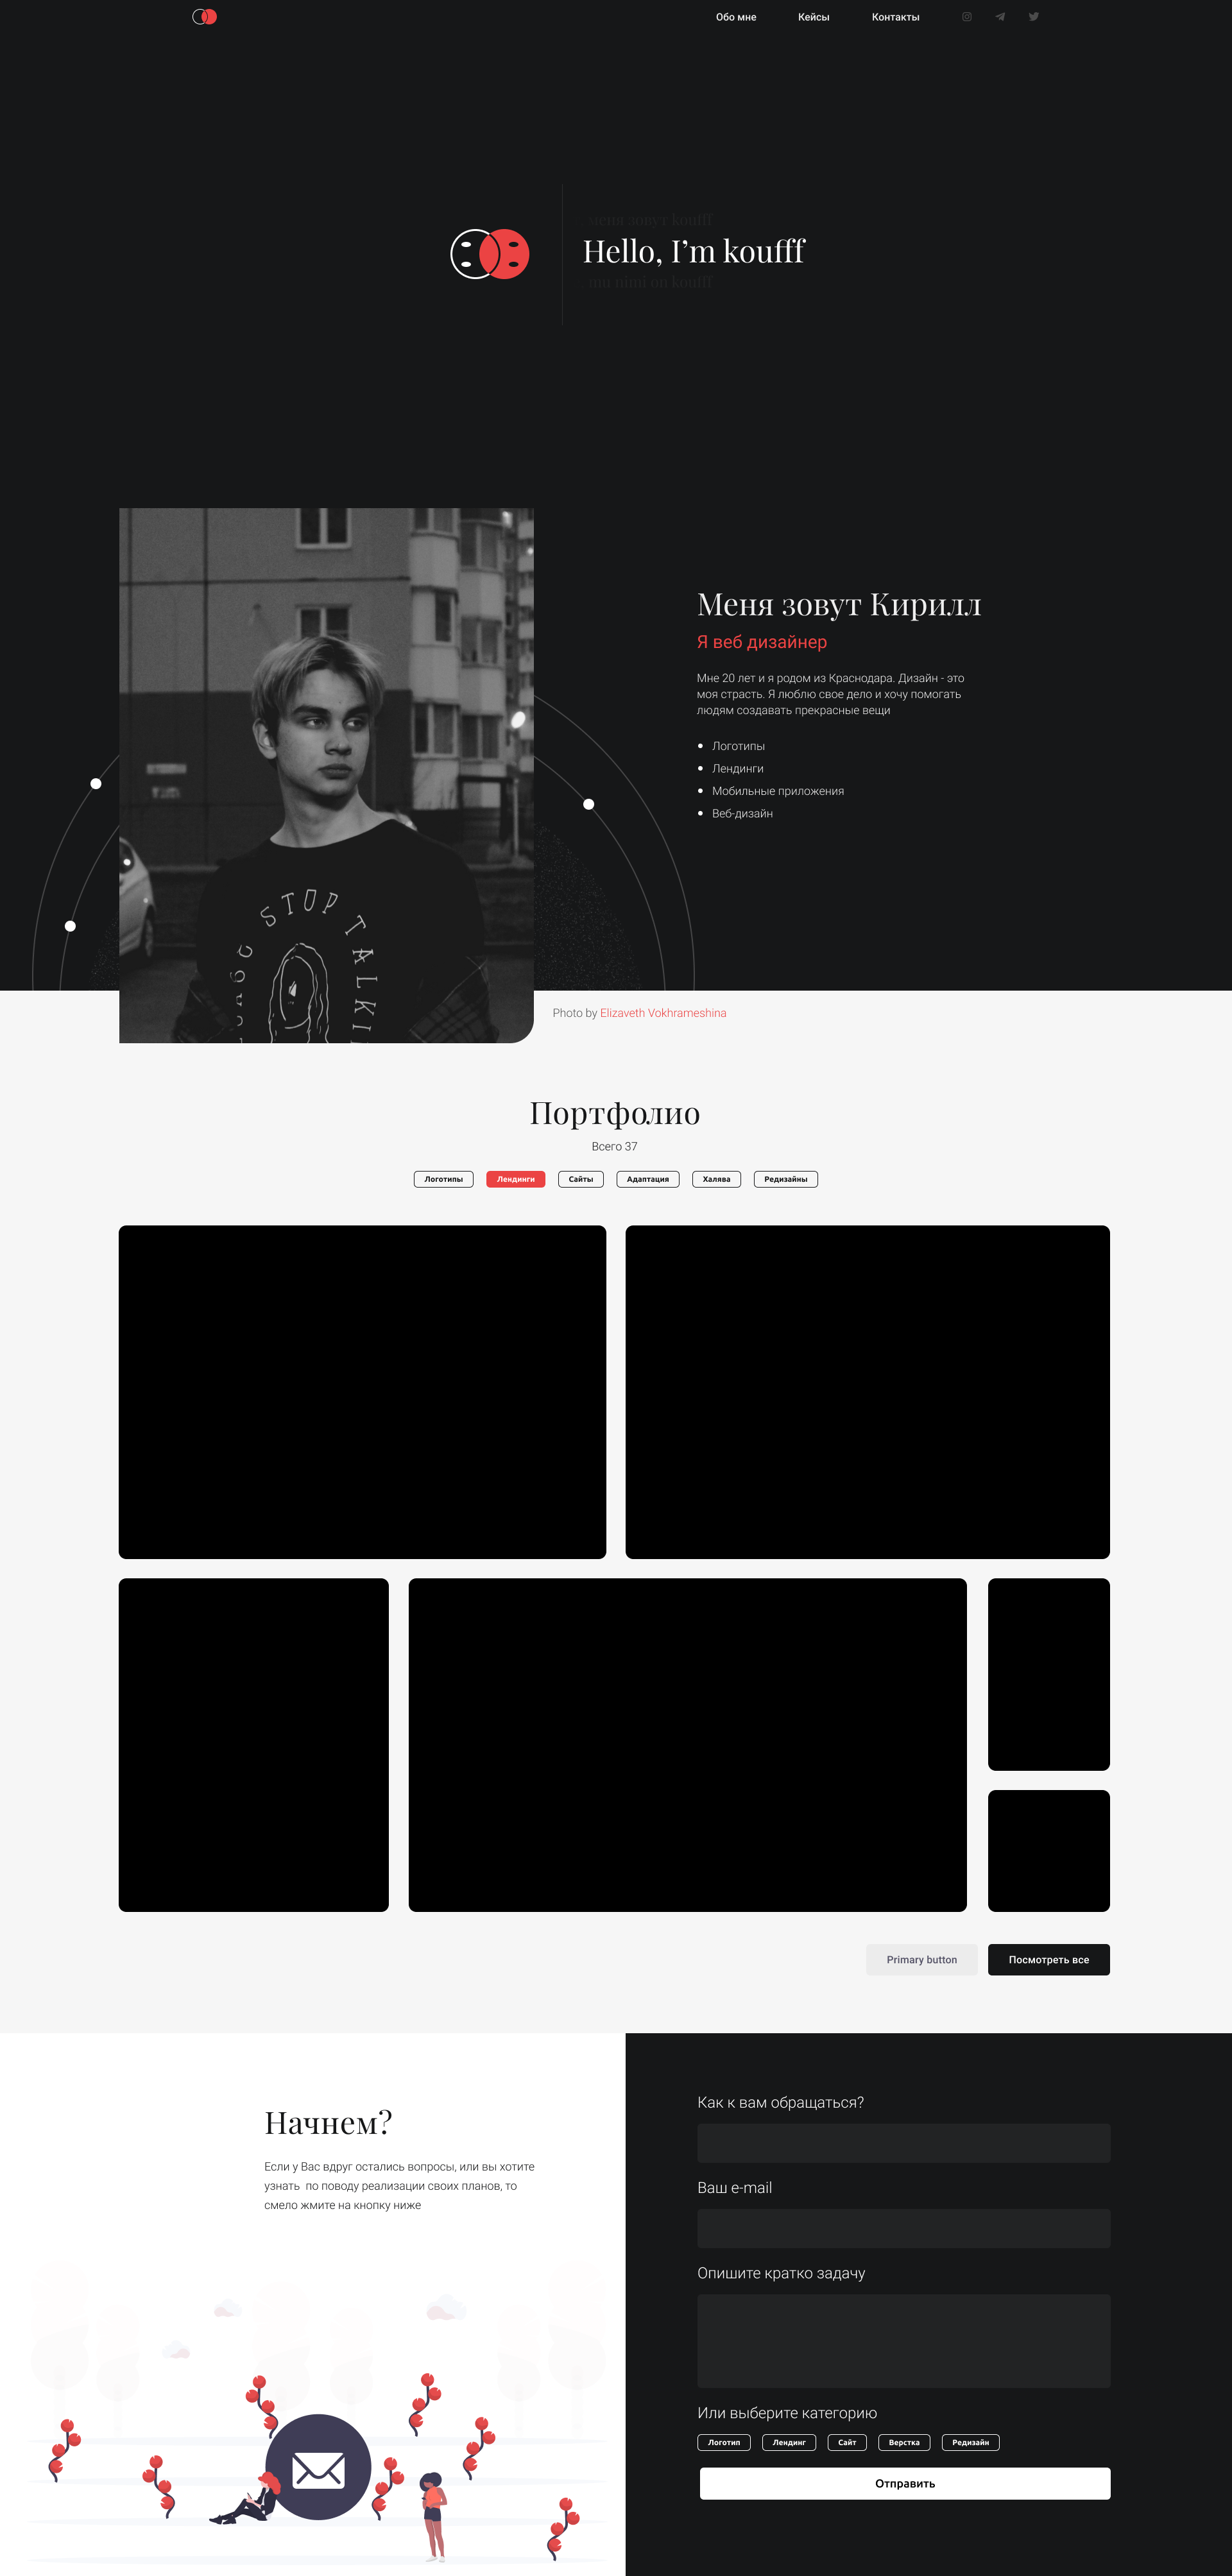 Обо мне
Кейсы
Контакты
меня зовут koufff
Hello, I’m koufff
mu nimi on koufff
Меня зовут Кирилл
Я веб дизайнер
Мне 20 лет и я родом из Краснодара. Дизайн - это
моя страсть. Я люблю свое дело и хочу помогать
людям создавать прекрасные вещи
Логотипы
Лендинги
Мобильные приложения
Веб-дизайн
STOP TALKI
Photo by Elizaveth Vokhrameshina
Портфолио
Всего 37
Логотипы
Лендинги
Сайты
Адаптация
Халява
Редизайны
Primary button
Посмотреть все
Начнем?
Если у Вас вдруг остались вопросы, или вы хотите
узнать по поводу реализации своих планов, то
смело жмите на кнопку ниже
Как к вам обращаться?
Ваш e-mail
Опишите кратко задачу
Или выберите категорию
Логотип
Лендинг
Сайт
Верстка
Редизайн
Отправить